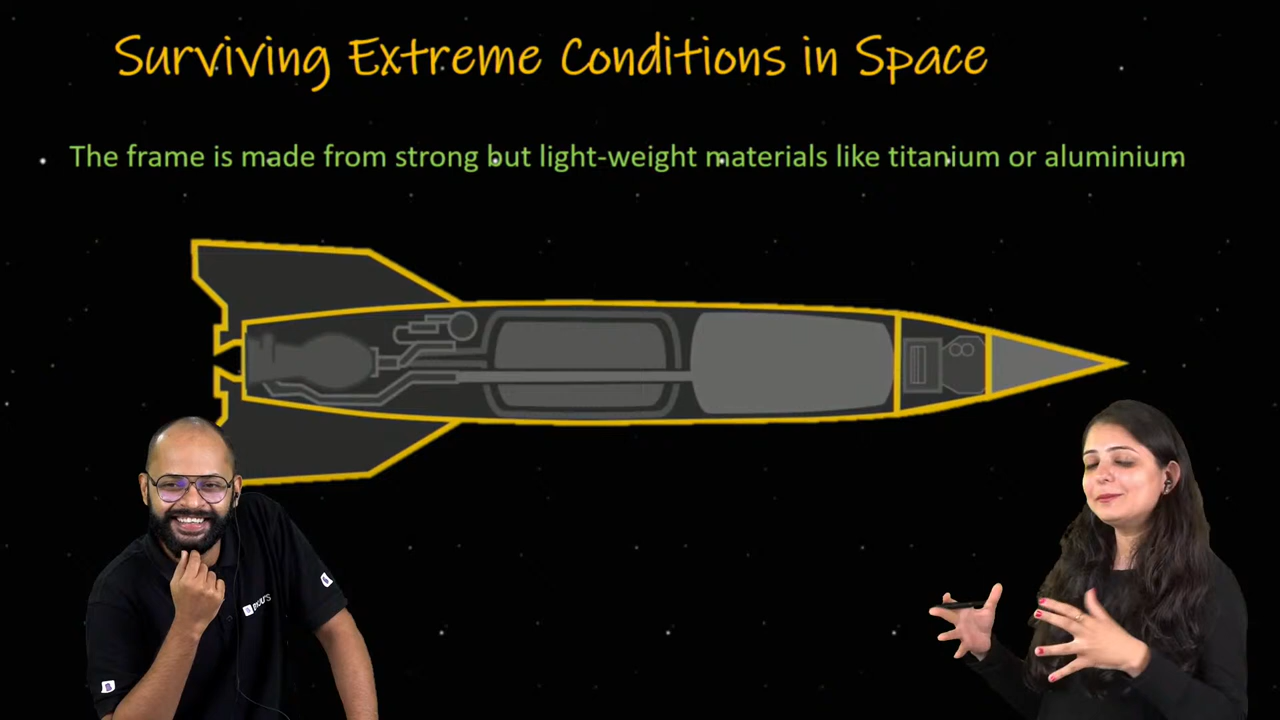 Surviving Extreme Conditions in Space
The frame is made from strong but light-weight materials like titanium or aluminium
BYJU'S